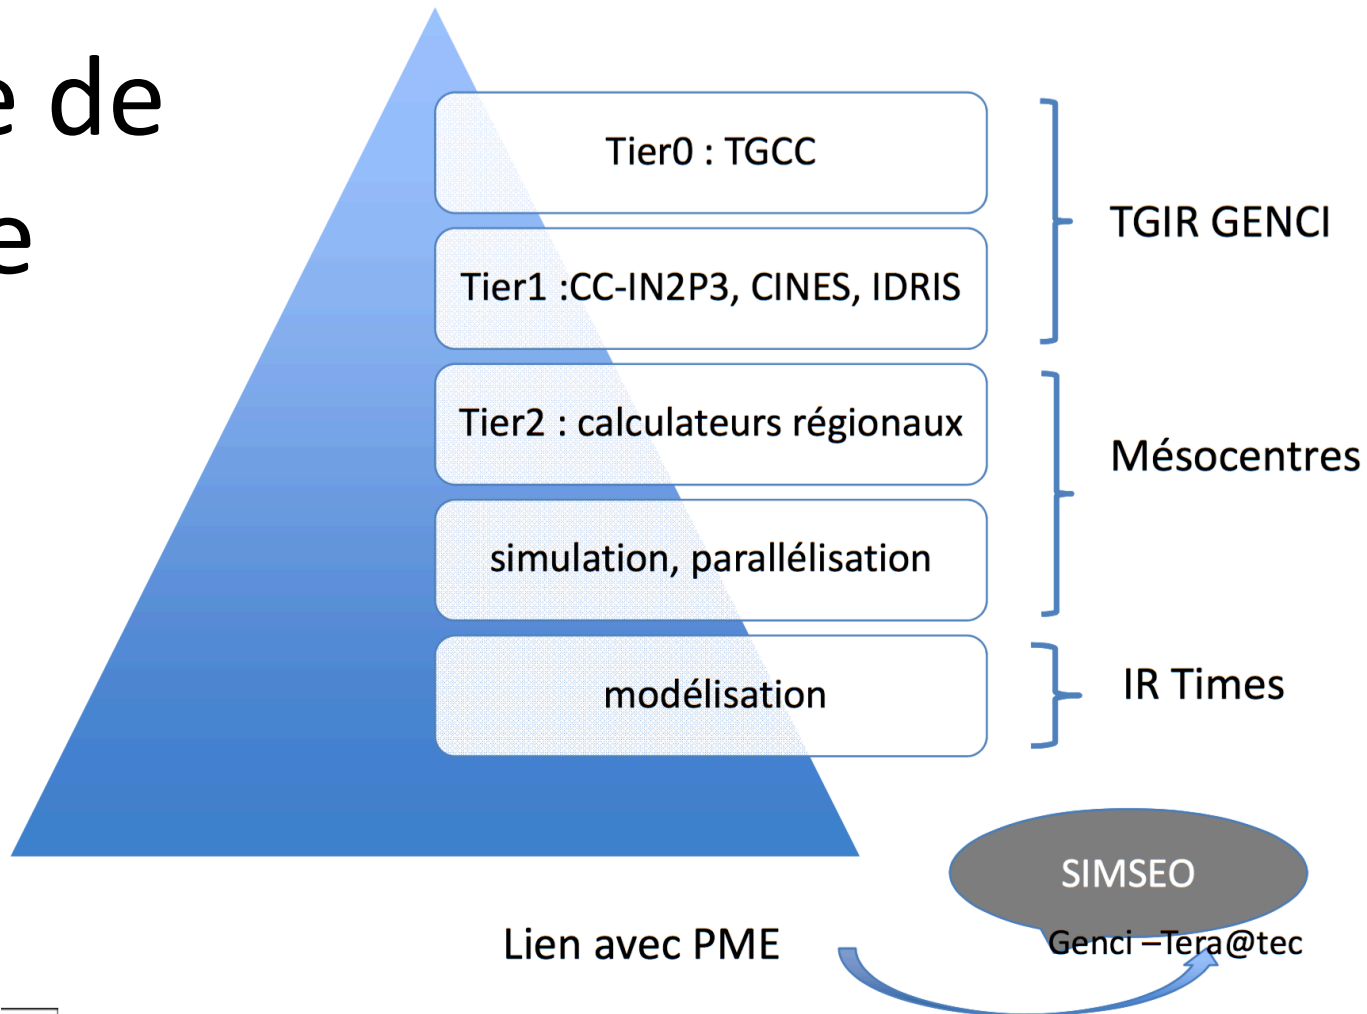 e de
e
Tier0 : TGCC
Tier1 :CC-IN2P3, CINES, IDRIS
TGIR GENCI
Tier2 : calculateurs régionaux
simulation, parallélisation
Mésocentres
modélisation
IR Times
SIMSEO
Lien avec PME
Genci –Tera@tec